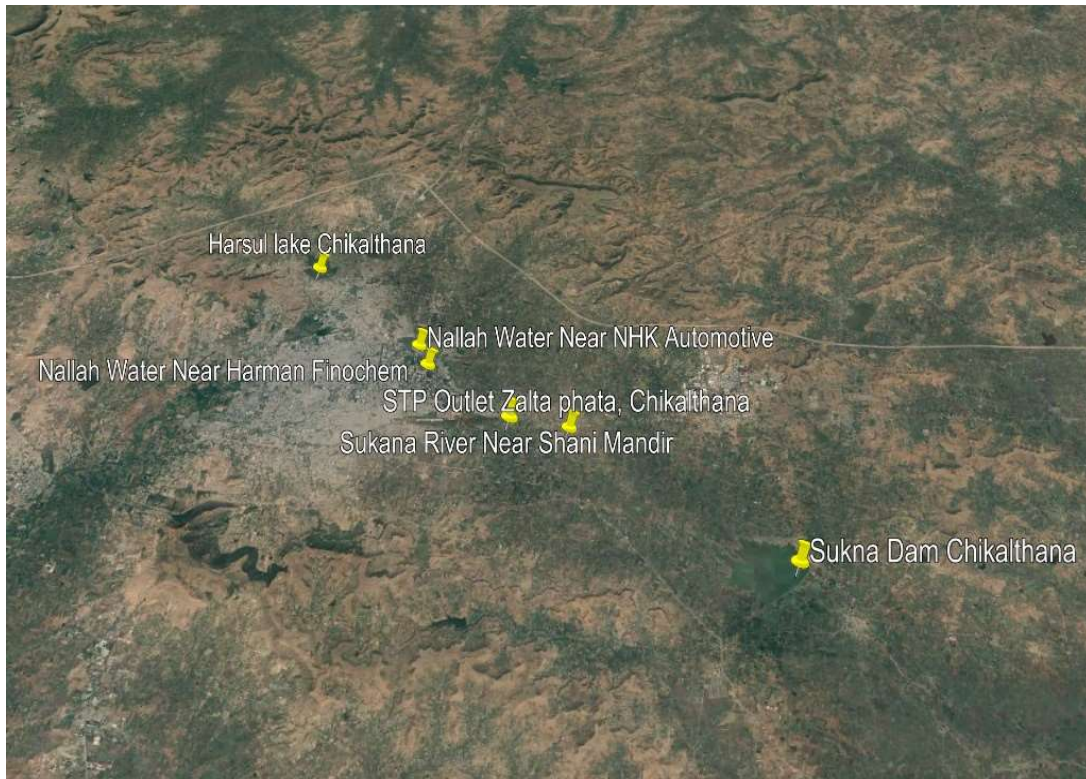 Harsul lake Chikalthana
Nallah Water Near NHK Automotive
Nallah Water Near Harman Finochem
STP Outlet Zalta phata, Chikalthana
Sukana River Near Shani Mandir
Sukna Dam Chikalthana